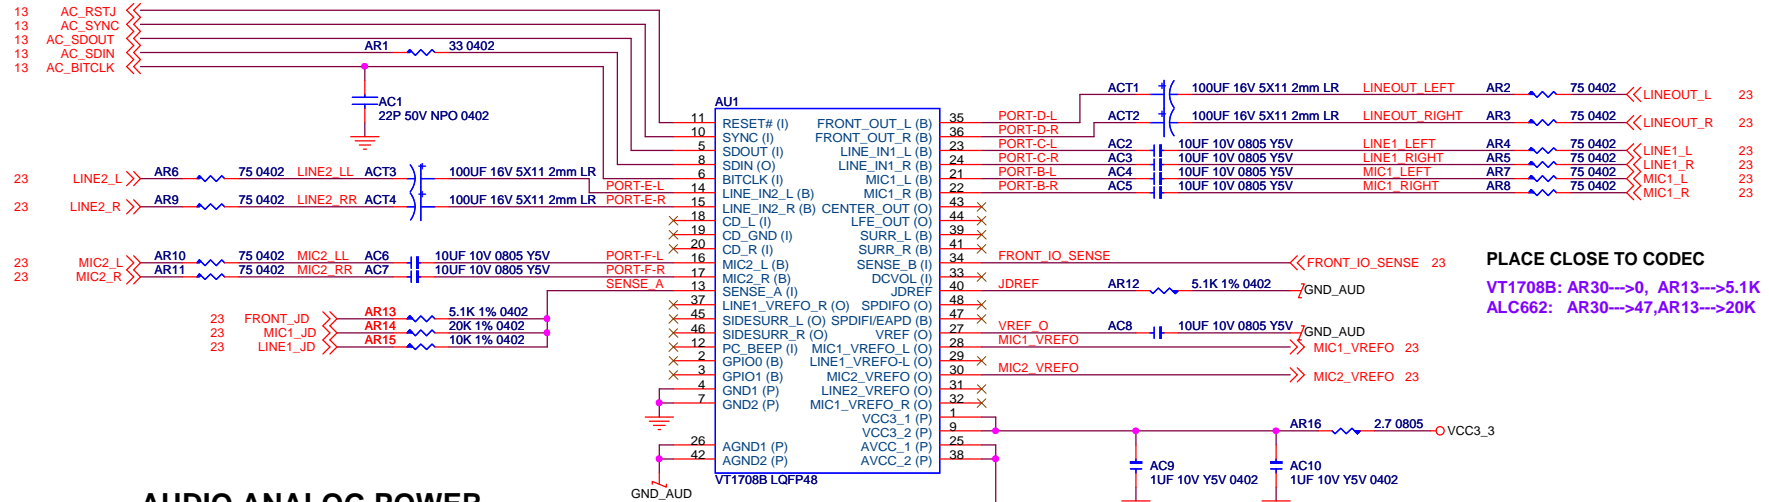 13 AC_RSTJ
13 AC_SYNC
13 AC_SDOUT
13 AC_SDIN AR1 33 0402
13 AC_BITCLK
AC1
22P 50V NPO 0402
23 LINE2_L AR6 75 0402 LINE2_LL ACT3 100UF 16V 5X11 2mm LR PORT-E-L
23 LINE2_R AR9 75 0402 LINE2_RR ACT4 100UF 16V 5X11 2mm LR PORT-E-R
23 MIC2_L AR10 75 0402 MIC2_LL AC6 10UF 10V 0805 Y5V PORT-F-L
23 MIC2_R AR11 75 0402 MIC2_RR AC7 10UF 10V 0805 Y5V PORT-F-R
SENSE_A
23 FRONT_JD AR13 5.1K 1% 0402
23 MIC1_JD AR14 20K 1% 0402
23 LINE1_JD AR15 10K 1% 0402
AU1
11 RESET# (I)
10 SYNC (I)
5 SDOUT (I)
8 SDIN (O)
6 BITCLK (I)
14 LINE_IN2_L (B)
15 LINE_IN2_R (B)
18 CD_L (I)
19 CD_GND (I)
20 CD_R (I)
16 MIC2_L (B)
17 MIC2_R (B)
13 SENSE_A (I)
37 LINE1_VREFO_R (O)
45 SIDESURR_L (O)
46 SIDESURR_R (O)
12 PC_BEEP (I)
2 GPIO0 (B)
3 GPIO1 (B)
4 GND1 (P)
7 GND2 (P)
26 AGND1 (P)
42 AGND2 (P)
FRONT_OUT_L (B) 35
FRONT_OUT_R (B) 36
LINE_IN1_L (B) 23
LINE_IN1_R (B) 24
MIC1_L (B) 21
MIC1_R (B) 22
CENTER_OUT (O) 43
LFE_OUT (O) 44
SURR_L (B) 39
SURR_R (B) 41
SENSE_B (I) 34
DCVOL (I) 33
JDREF 40
SPDIFO (O) 48
SPDIFI/EAPD (B) 47
VREF (O) 27
MIC1_VREFO_L (O) 28
LINE1_VREFO-L (O) 29
MIC2_VREFO (O) 30
LINE2_VREFO (O) 31
MIC1_VREFO_R (O) 32
VCC3_1 (P) 1
VCC3_2 (P) 9
AVCC_1 (P) 25
AVCC_2 (P) 38
VT1708B LQFP48
GND_AUD
PORT-D-L ACT1 100UF 16V 5X11 2mm LR LINEOUT_LEFT AR2 75 0402 LINEOUT_L 23
PORT-D-R ACT2 100UF 16V 5X11 2mm LR LINEOUT_RIGHT AR3 75 0402 LINEOUT_R 23
PORT-C-L AC2 10UF 10V 0805 Y5V LINE1_LEFT AR4 75 0402 LINE1_L 23
PORT-C-R AC3 10UF 10V 0805 Y5V LINE1_RIGHT AR5 75 0402 LINE1_R 23
PORT-B-L AC4 10UF 10V 0805 Y5V MIC1_LEFT AR7 75 0402 MIC1_L 23
PORT-B-R AC5 10UF 10V 0805 Y5V MIC1_RIGHT AR8 75 0402 MIC1_R 23
FRONT_IO_SENSE FRONT_IO_SENSE 23
JDREF AR12 5.1K 1% 0402 GND_AUD
VREF_O AC8 10UF 10V 0805 Y5V GND_AUD
MIC1_VREFO MIC1_VREFO 23
MIC2_VREFO MIC2_VREFO 23
AR16 2.7 0805 VCC3_3
AC9
1UF 10V Y5V 0402
AC10
1UF 10V Y5V 0402
PLACE CLOSE TO CODEC
VT1708B: AR30--->0, AR13--->5.1K
ALC662: AR30--->47,AR13--->20K
AUDIO ANALOG POWER